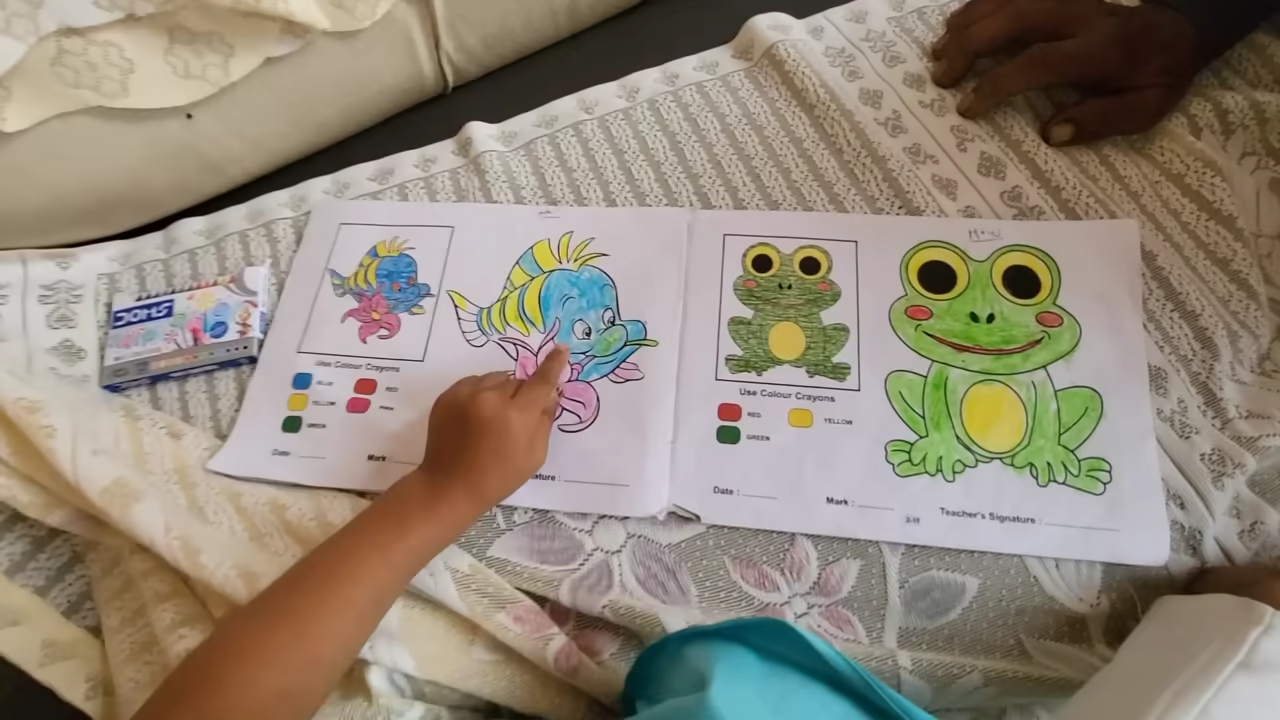 DOMS
Use Colour Crayons
BLUE
RED
YELLOW
PINK
GREEN
Date :
Mark :
ature :
Use Colour Crayons
RED
YELLOW
GREEN
Date :
Mark :
Teacher's Signature :